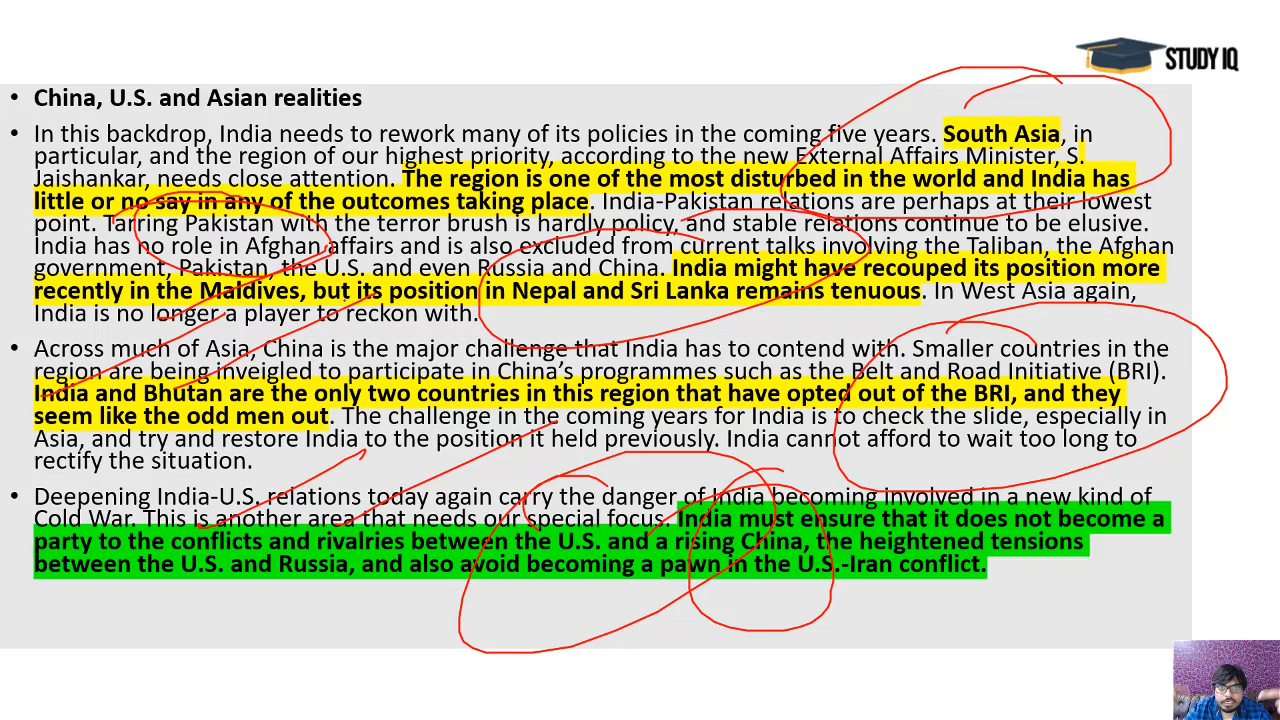 STUDY IQ
• China, U.S. and Asian realities
• In this backdrop, India needs to rework many of its policies in the coming five years. South Asia, in
particular, and the region of our highest priority, according to the new External Affairs Minister, S.
Jaishankar, needs close attention. The region is one of the most disturbed in the world and India has
little or no say in any of the outcomes taking place. India-Pakistan relations are perhaps at their lowest
point. Tarring Pakistan with the terror brush is hardly policy, and stable relations continue to be elusive.
India has no role in Afghan affairs and is also excluded from current talks involving the Taliban, the Afghan
government, Pakistan, the U.S. and even Russia and China. India might have recouped its position more
recently in the Maldives, but its position in Nepal and Sri Lanka remains tenuous. In West Asia again,
India is no longer a player to reckon with.
• Across much of Asia, China is the major challenge that India has to contend with. Smaller countries in the
region are being inveigled to participate in China’s programmes such as the Belt and Road Initiative (BRI).
India and Bhutan are the only two countries in this region that have opted out of the BRI, and they
seem like the odd men out. The challenge in the coming years for India is to check the slide, especially in
Asia, and try and restore India to the position it held previously. India cannot afford to wait too long to
rectify the situation.
• Deepening India-U.S. relations today again carry the danger of India becoming involved in a new kind of
Cold War. This is another area that needs our special focus. India must ensure that it does not become a
party to the conflicts and rivalries between the U.S. and a rising China, the heightened tensions
between the U.S. and Russia, and also avoid becoming a pawn in the U.S.-Iran conflict.